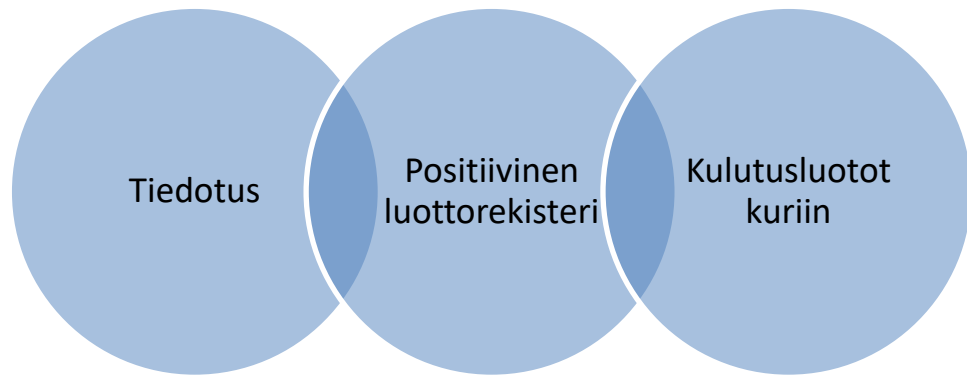 Tiedotus
Positiivinen
luottorekisteri
Kulutusluotot
kuriin